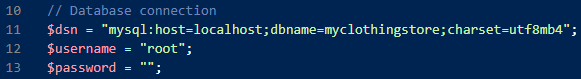 10 // Database connection
11 $dsn = "mysql:host=localhost;dbname=myclothingstore;charset=utf8mb4";
12 $username = "root";
13 $password = "";